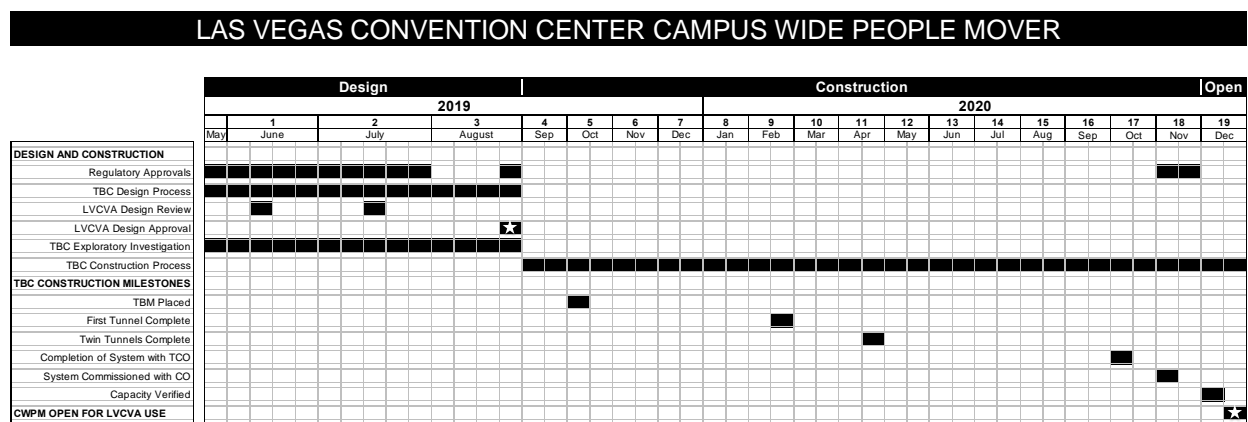 LAS VEGAS CONVENTION CENTER CAMPUS WIDE PEOPLE MOVER
Design Construction Open
2019 2020
1 2 3 4 5 6 7 8 9 10 11 12 13 14 15 16 17 18 19
May June July August Sep Oct Nov Dec Jan Feb Mar Apr May Jun Jul Aug Sep Oct Nov Dec
DESIGN AND CONSTRUCTION
Regulatory Approvals
TBC Design Process
LVCVA Design Review
LVCVA Design Approval
TBC Exploratory Investigation
TBC Construction Process
TBC CONSTRUCTION MILESTONES
TBM Placed
First Tunnel Complete
Twin Tunnels Complete
Completion of System with TCO
System Commissioned with CO
Capacity Verified
CWPM OPEN FOR LVCVA USE